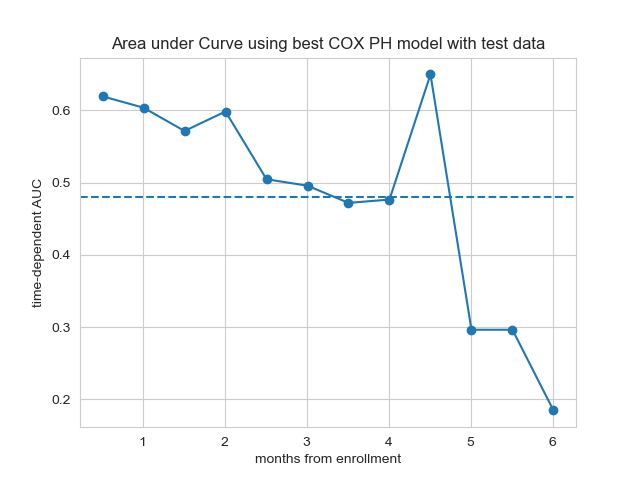 Area under Curve using best COX PH model with test data
time-dependent AUC
0.6
0.5
0.4
0.3
0.2
1 2 3 4 5 6
months from enrollment